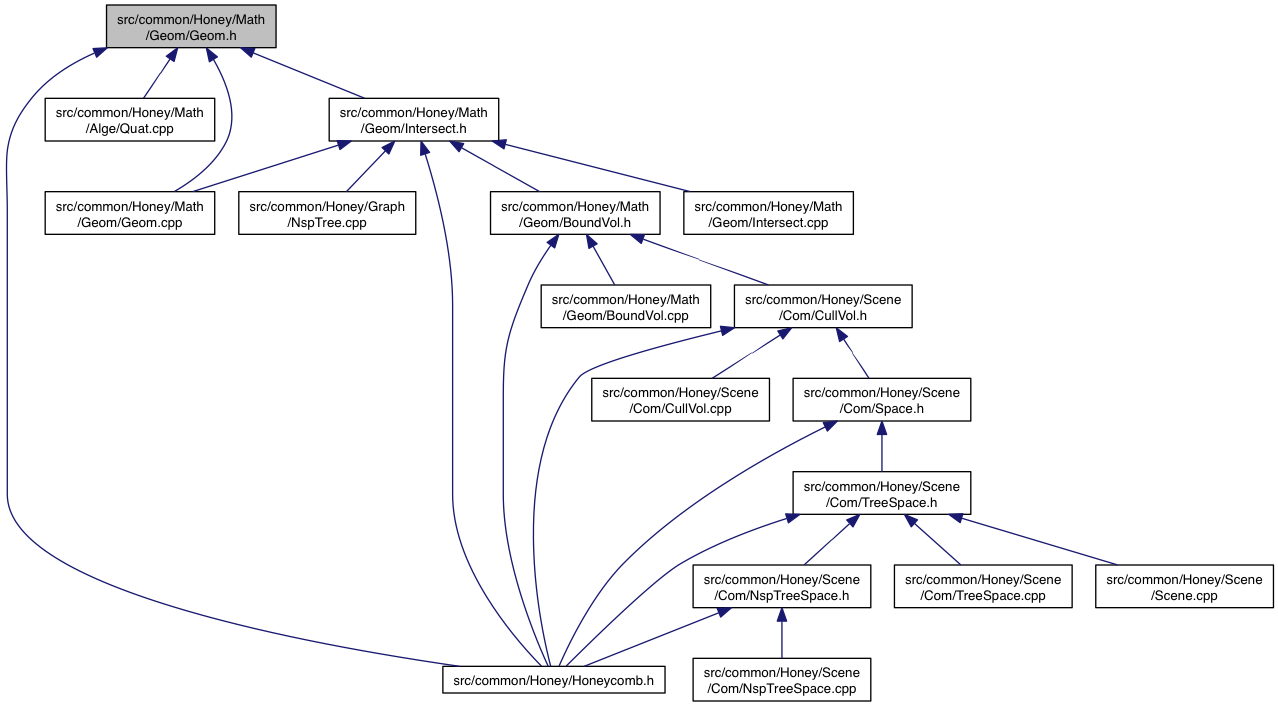 src/common/Honey/Math
/Geom/Geom.h
src/common/Honey/Math
/Alge/Quat.cpp
src/common/Honey/Math
/Geom/Intersect.h
src/common/Honey/Math
/Geom/Geom.cpp
src/common/Honey/Graph
/NspTree.cpp
src/common/Honey/Math
/Geom/BoundVol.h
src/common/Honey/Math
/Geom/Intersect.cpp
src/common/Honey/Math
/Geom/BoundVol.cpp
src/common/Honey/Scene
/Com/CullVol.h
src/common/Honey/Scene
/Com/CullVol.cpp
src/common/Honey/Scene
/Com/Space.h
src/common/Honey/Scene
/Com/TreeSpace.h
src/common/Honey/Scene
/Com/NspTreeSpace.h
src/common/Honey/Scene
/Com/TreeSpace.cpp
src/common/Honey/Scene
/Scene.cpp
src/common/Honey/Honeycomb.h
src/common/Honey/Scene
/Com/NspTreeSpace.cpp